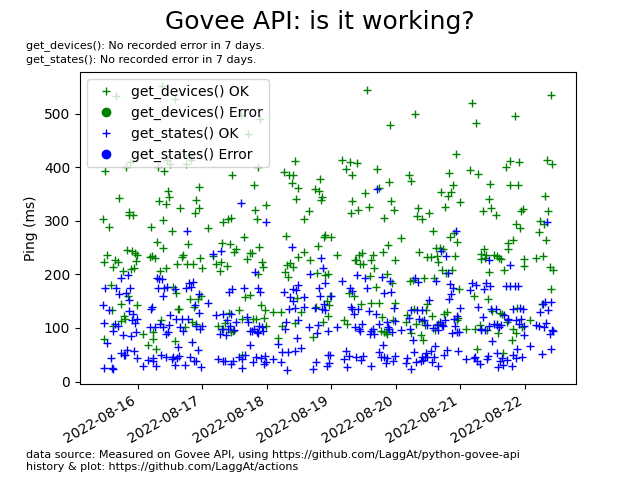 Govee API: is it working?
get_devices(): No recorded error in 7 days.
get_states(): No recorded error in 7 days.
get_devices() OK
get_devices() Error
get_states() OK
get_states() Error
Ping (ms)
500
400
300
200
100
0
2022-08-16
2022-08-17
2022-08-18
2022-08-19
2022-08-20
2022-08-21
2022-08-22
data source: Measured on Govee API, using https://github.com/LaggAt/python-govee-api
history & plot: https://github.com/LaggAt/actions